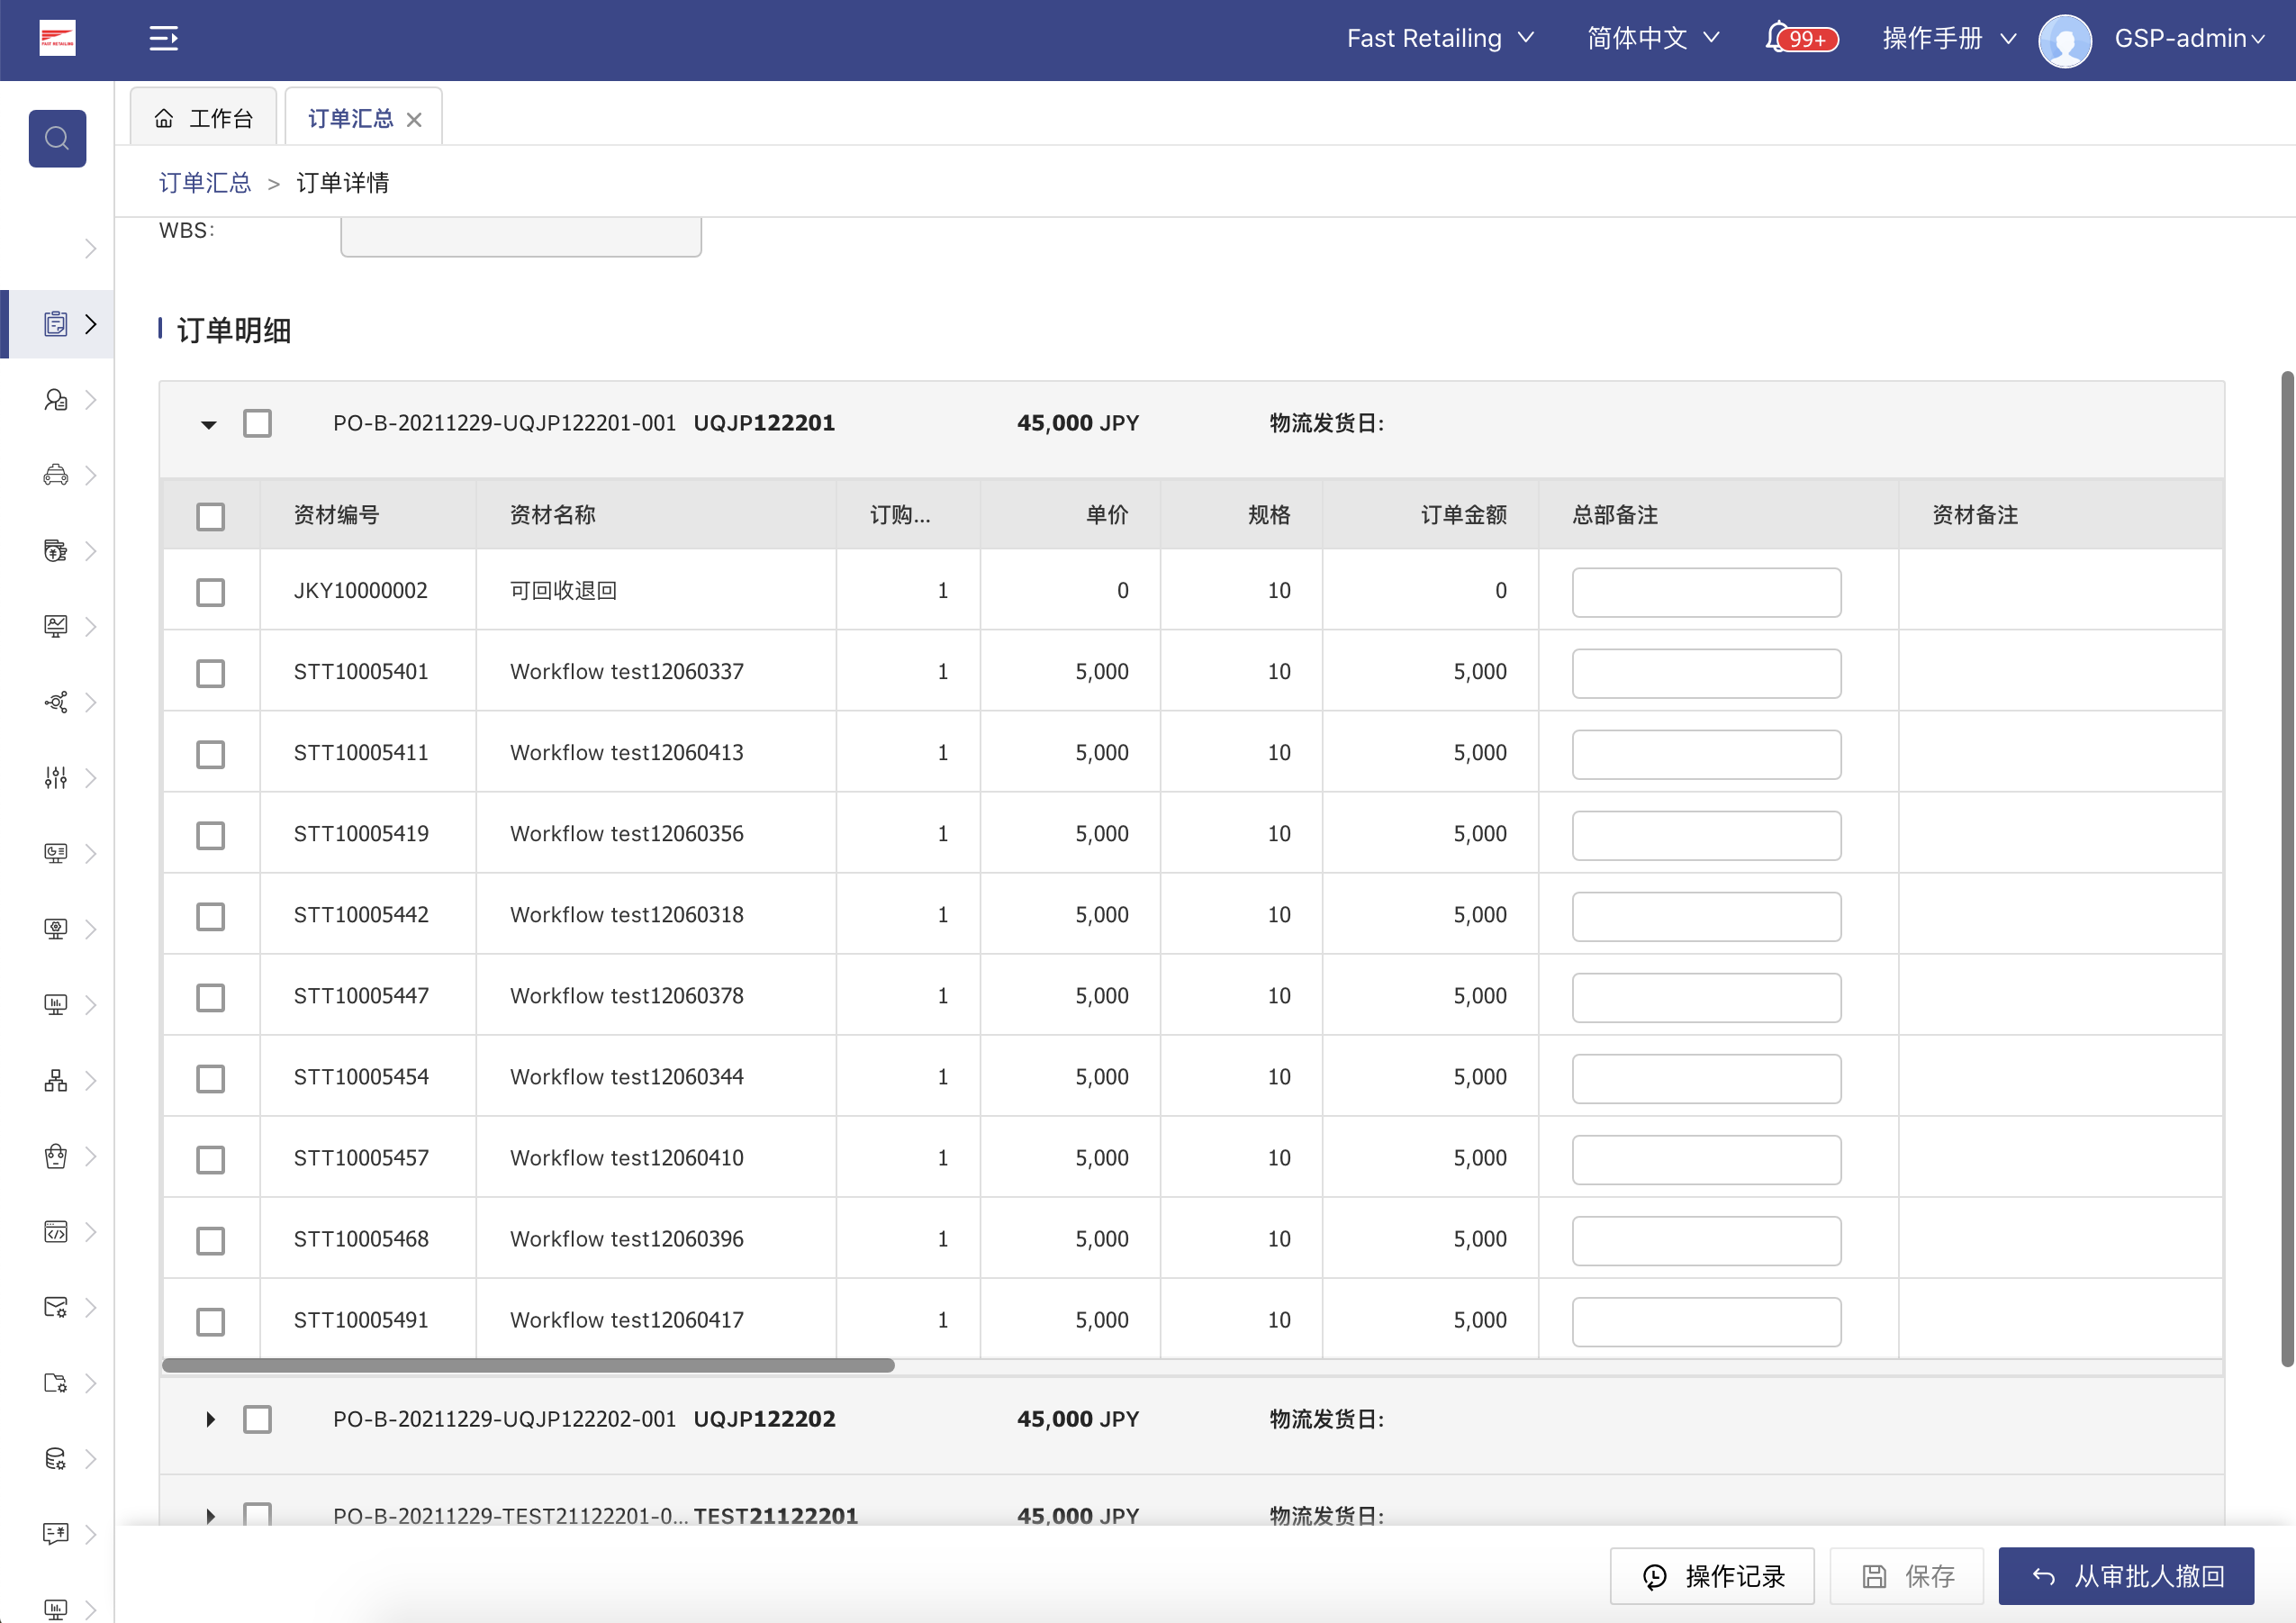 FAST RETAILING
Fast Retailing 简体中文 99+ 操作手册 GSP-admin
工作台 订单汇总
订单汇总 > 订单详情
WBS:
订单明细
PO-B-20211229-UQJP122201-001 UQJP122201 45,000 JPY 物流发货日:
资材编号 资材名称 订购... 单价 规格 订单金额 总部备注 资材备注
JKY10000002 可回收退回 1 0 10 0
STT10005401 Workflow test12060337 1 5,000 10 5,000
STT10005411 Workflow test12060413 1 5,000 10 5,000
STT10005419 Workflow test12060356 1 5,000 10 5,000
STT10005442 Workflow test12060318 1 5,000 10 5,000
STT10005447 Workflow test12060378 1 5,000 10 5,000
STT10005454 Workflow test12060344 1 5,000 10 5,000
STT10005457 Workflow test12060410 1 5,000 10 5,000
STT10005468 Workflow test12060396 1 5,000 10 5,000
STT10005491 Workflow test12060417 1 5,000 10 5,000
PO-B-20211229-UQJP122202-001 UQJP122202 45,000 JPY 物流发货日:
PO-B-20211229-TEST21122201-0... TEST21122201 45,000 JPY 物流发货日:
操作记录 保存 从审批人撤回